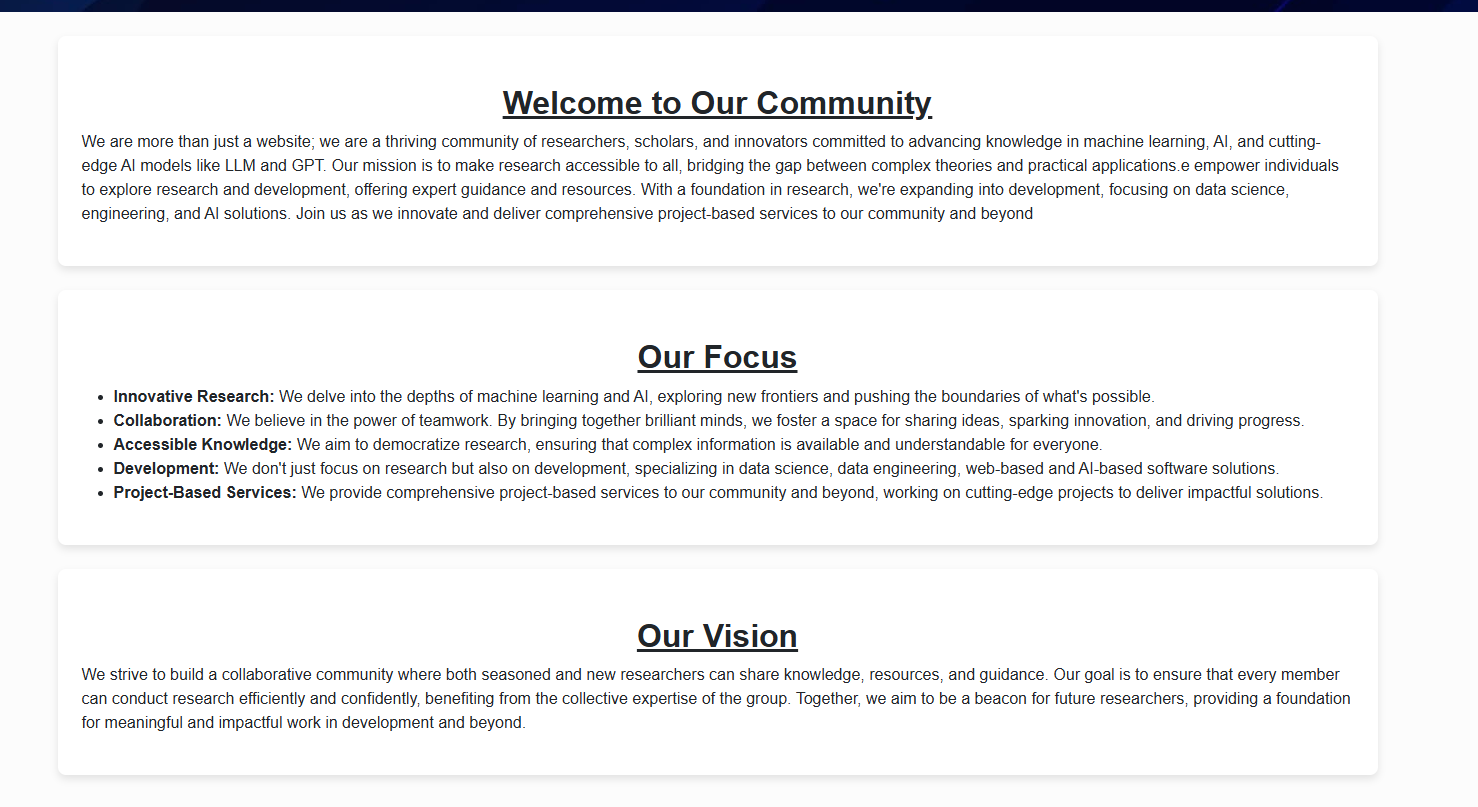 Welcome to Our Community
We are more than just a website; we are a thriving community of researchers, scholars, and innovators committed to advancing knowledge in machine learning, AI, and cutting-
edge AI models like LLM and GPT. Our mission is to make research accessible to all, bridging the gap between complex theories and practical applications.e empower individuals
to explore research and development, offering expert guidance and resources. With a foundation in research, we're expanding into development, focusing on data science,
engineering, and AI solutions. Join us as we innovate and deliver comprehensive project-based services to our community and beyond
Our Focus
• Innovative Research: We delve into the depths of machine learning and AI, exploring new frontiers and pushing the boundaries of what's possible.
• Collaboration: We believe in the power of teamwork. By bringing together brilliant minds, we foster a space for sharing ideas, sparking innovation, and driving progress.
• Accessible Knowledge: We aim to democratize research, ensuring that complex information is available and understandable for everyone.
• Development: We don't just focus on research but also on development, specializing in data science, data engineering, web-based and AI-based software solutions.
• Project-Based Services: We provide comprehensive project-based services to our community and beyond, working on cutting-edge projects to deliver impactful solutions.
Our Vision
We strive to build a collaborative community where both seasoned and new researchers can share knowledge, resources, and guidance. Our goal is to ensure that every member
can conduct research efficiently and confidently, benefiting from the collective expertise of the group. Together, we aim to be a beacon for future researchers, providing a foundation
for meaningful and impactful work in development and beyond.